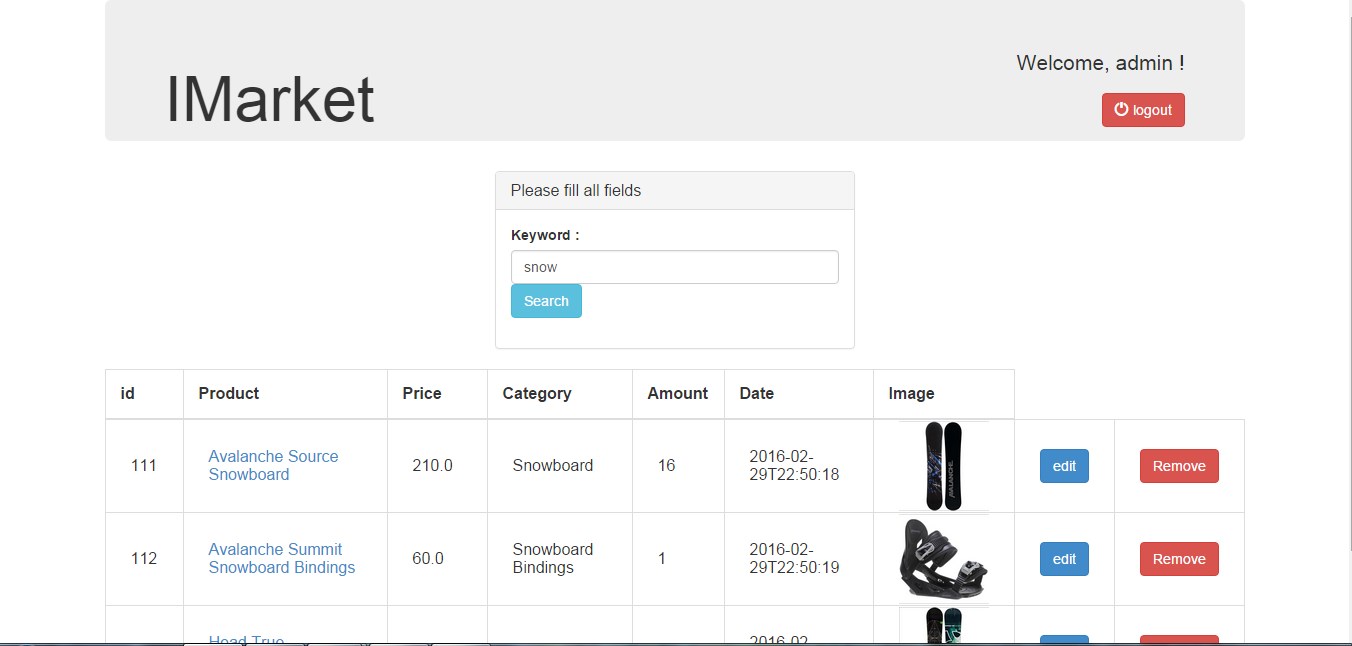 IMarket
Welcome, admin !
logout
Please fill all fields
Keyword :
snow
Search
id Product Price Category Amount Date Image
111 Avalanche Source Snowboard 210.0 Snowboard 16 2016-02-29T22:50:18 edit Remove
112 Avalanche Summit Snowboard Bindings 60.0 Snowboard Bindings 1 2016-02-29T22:50:19 edit Remove
Head True 2016-02-